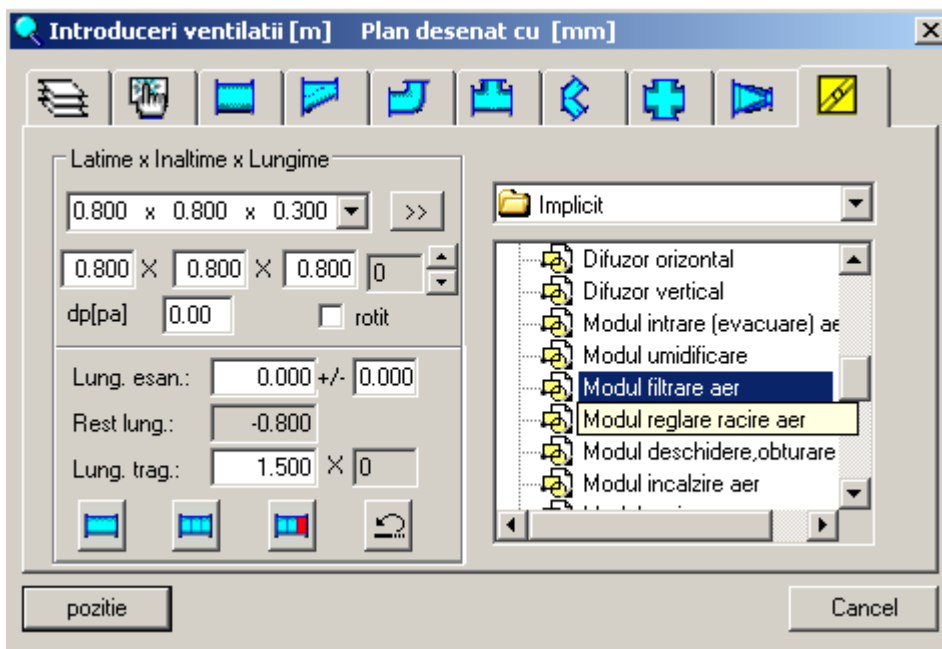 Introduceri ventilatii [m] Plan desenat cu [mm]
Latime x Inaltime x Lungime
0.800 x 0.800 x 0.300 >>
0.800 X 0.800 X 0.800 0
dp[pa] 0.00 rotit
Lung. esan.: 0.000 +/- 0.000
Rest lung.: -0.800
Lung. trag.: 1.500 X 0
Implicit
Difuzor orizontal
Difuzor vertical
Modul intrare (evacuare) ae
Modul umidificare
Modul filtrare aer
Modul reglare racire aer
Modul deschidere,obturare
Modul incalzire aer
pozitie
Cancel